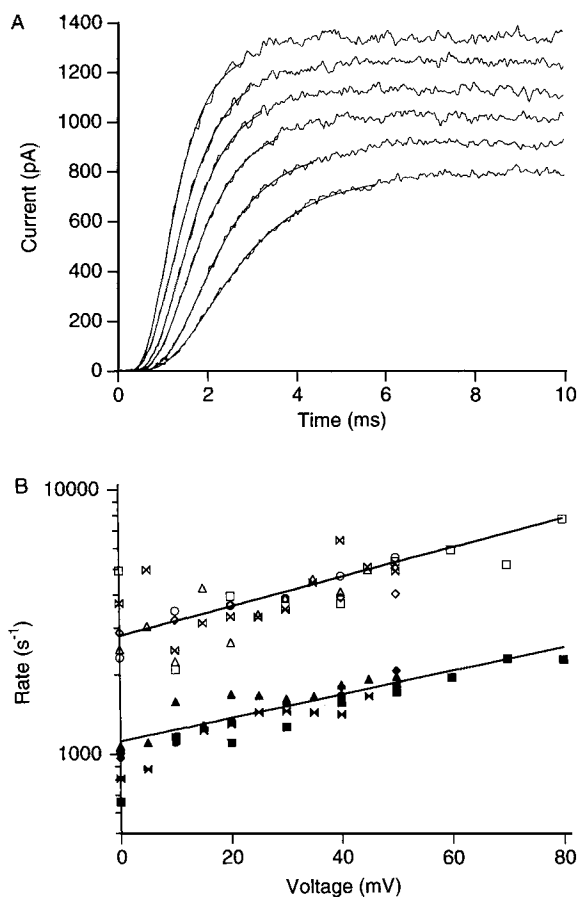 A
1400
1200
1000
800
600
400
200
0
Current (pA)
0 2 4 6 8 10
Time (ms)
B
10000
1000
Rate (s⁻¹)
0 20 40 60 80
Voltage (mV)